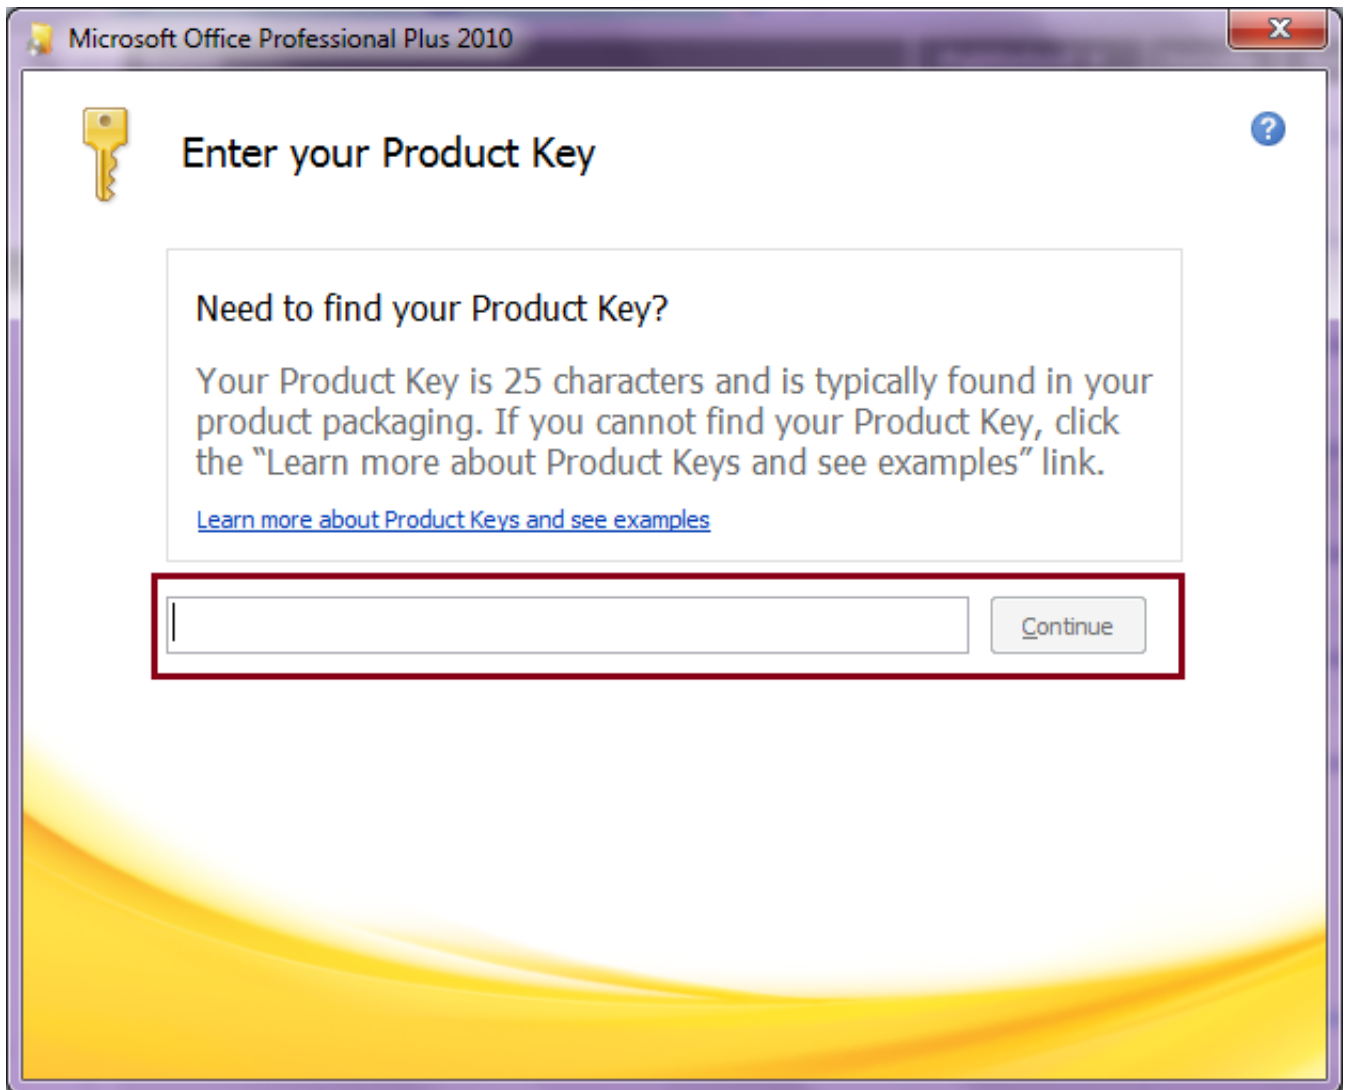 Microsoft Office Professional Plus 2010
x
?
Enter your Product Key
Need to find your Product Key?
Your Product Key is 25 characters and is typically found in your
product packaging. If you cannot find your Product Key, click
the “Learn more about Product Keys and see examples” link.
Learn more about Product Keys and see examples
Continue